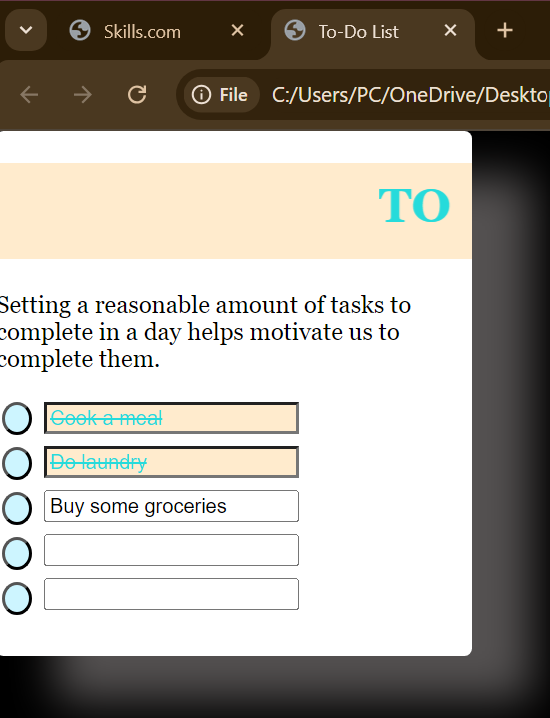 Skills.com
To-Do List
File
C:/Users/PC/OneDrive/Deskto
TO
Setting a reasonable amount of tasks to
complete in a day helps motivate us to
complete them.
Cook a meal
Do laundry
Buy some groceries